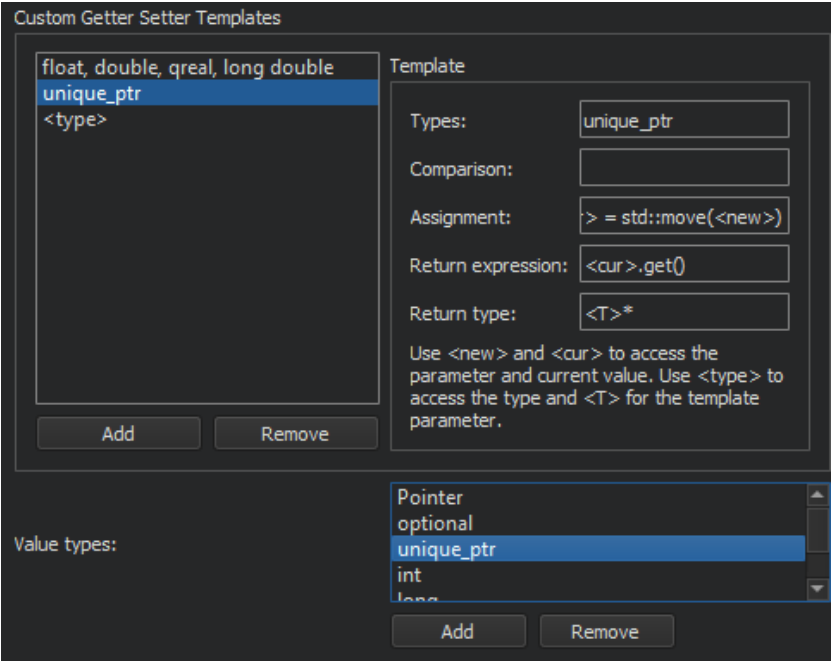 Custom Getter Setter Templates
float, double, qreal, long double
unique_ptr
<type>
Add
Remove
Template
Types:
unique_ptr
Comparison:
Assignment:
> = std::move(<new>)
Return expression:
<cur>.get()
Return type:
<T>*
Use <new> and <cur> to access the
parameter and current value. Use <type> to
access the type and <T> for the template
parameter.
Value types:
Pointer
optional
unique_ptr
int
long
Add
Remove